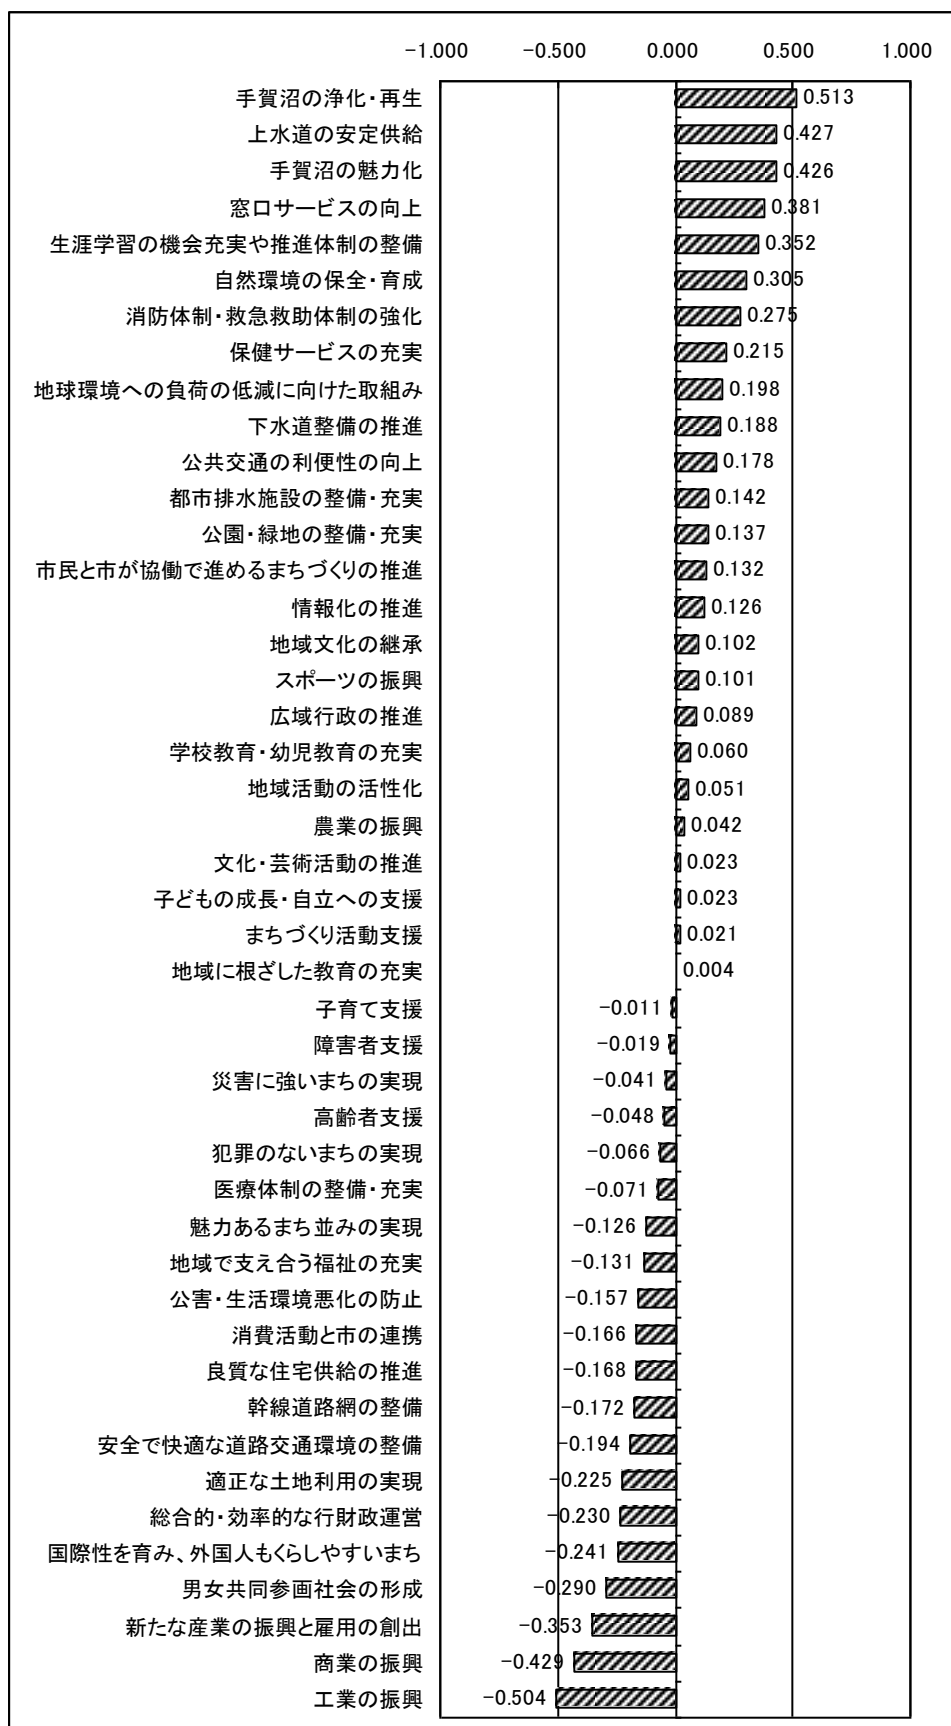 -1.000 -0.500 0.000 0.500 1.000
手賀沼の浄化・再生 0.513
上水道の安定供給 0.427
手賀沼の魅力化 0.426
窓口サービスの向上 0.381
生涯学習の機会充実や推進体制の整備 0.352
自然環境の保全・育成 0.305
消防体制・救急救助体制の強化 0.275
保健サービスの充実 0.215
地球環境への負荷の低減に向けた取組み 0.198
下水道整備の推進 0.188
公共交通の利便性の向上 0.178
都市排水施設の整備・充実 0.142
公園・緑地の整備・充実 0.137
市民と市が協働で進めるまちづくりの推進 0.132
情報化の推進 0.126
地域文化の継承 0.102
スポーツの振興 0.101
広域行政の推進 0.089
学校教育・幼児教育の充実 0.060
地域活動の活性化 0.051
農業の振興 0.042
文化・芸術活動の推進 0.023
子どもの成長・自立への支援 0.023
まちづくり活動支援 0.021
地域に根ざした教育の充実 0.004
子育て支援 -0.011
障害者支援 -0.019
災害に強いまちの実現 -0.041
高齢者支援 -0.048
犯罪のないまちの実現 -0.066
医療体制の整備・充実 -0.071
魅力あるまち並みの実現 -0.126
地域で支え合う福祉の充実 -0.131
公害・生活環境悪化の防止 -0.157
消費活動と市の連携 -0.166
良質な住宅供給の推進 -0.168
幹線道路網の整備 -0.172
安全で快適な道路交通環境の整備 -0.194
適正な土地利用の実現 -0.225
総合的・効率的な行財政運営 -0.230
国際性を育み、外国人もくらしやすいまち -0.241
男女共同参画社会の形成 -0.290
新たな産業の振興と雇用の創出 -0.353
商業の振興 -0.429
工業の振興 -0.504